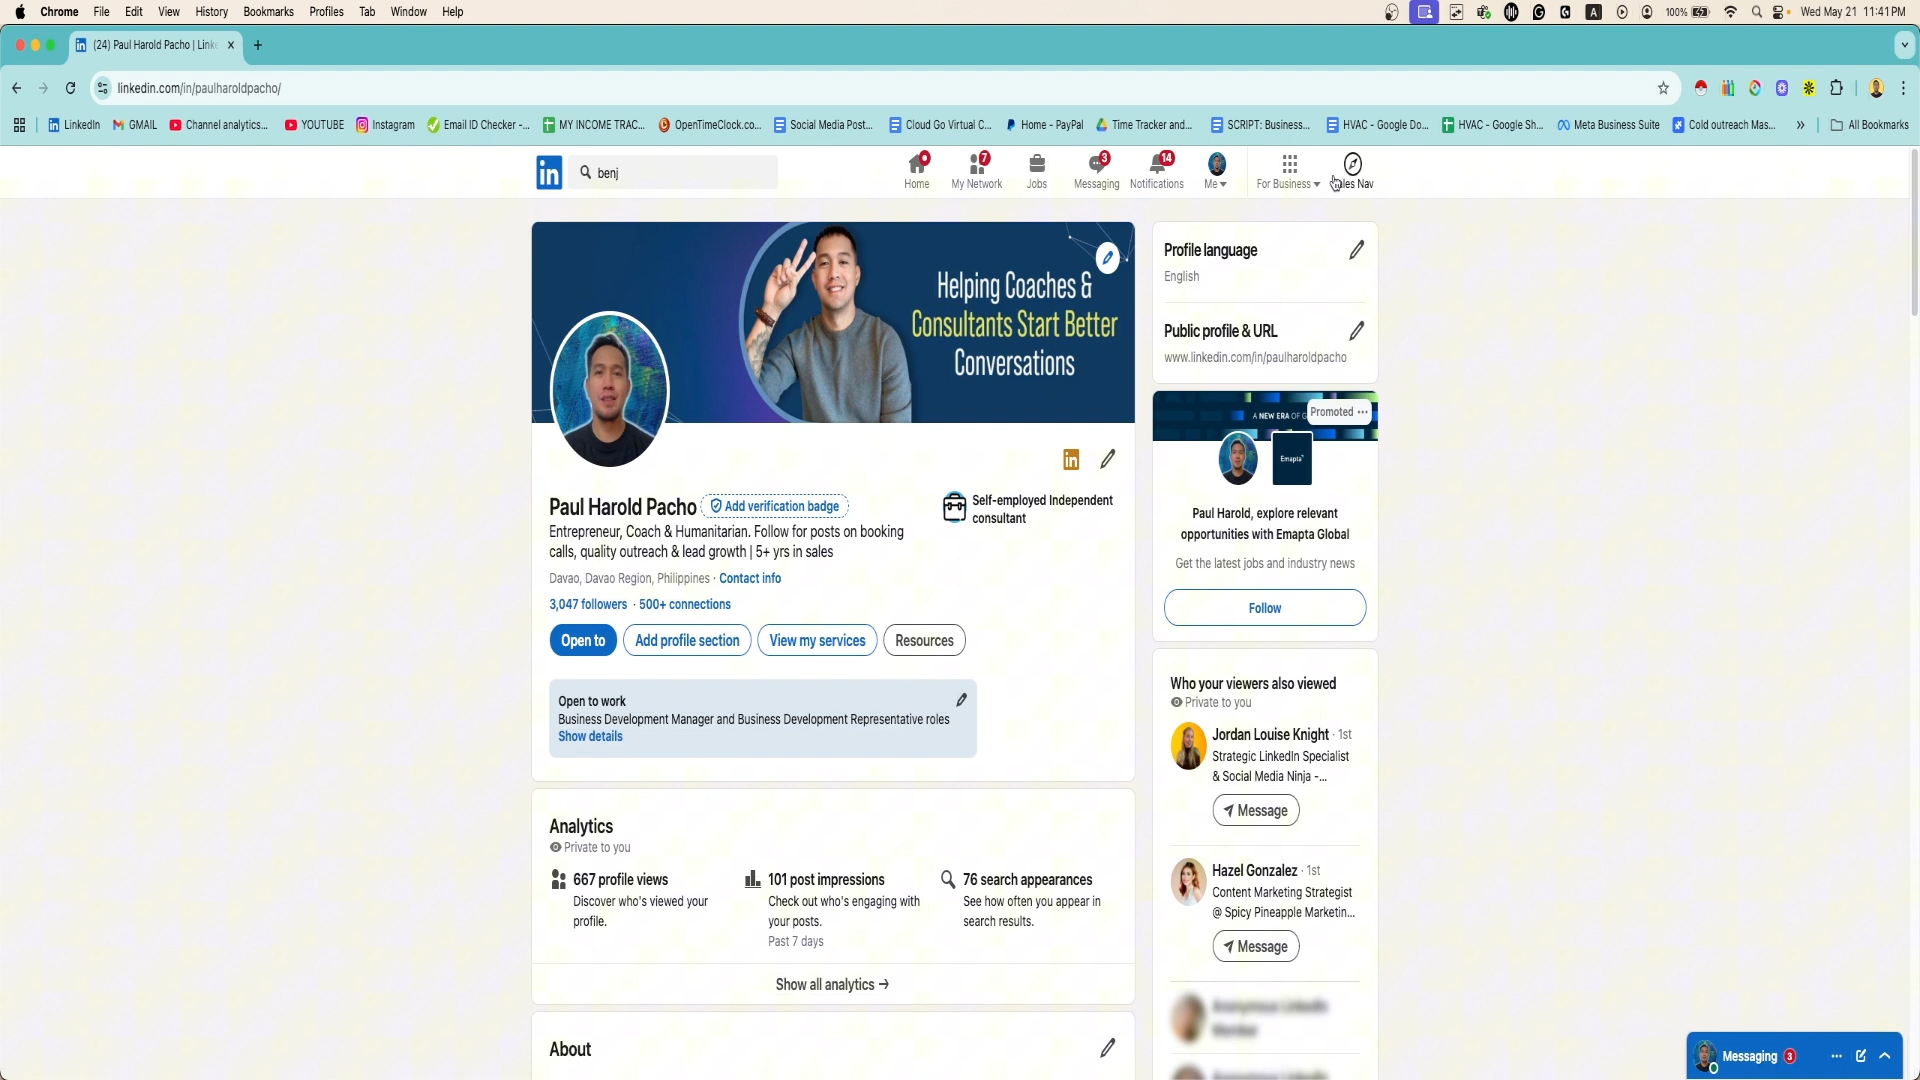 Chrome File Edit View History Bookmarks Profiles Tab Window Help
100% Wed May 21 11:41 PM
(24) Paul Harold Pacho | Link
linkedin.com/in/paulharoldpacho/
LinkedIn GMAIL Channel analytics... YOUTUBE Instagram Email ID Checker -... MY INCOME TRAC... OpenTimeClock.co... Social Media Post... Cloud Go Virtual C... Home - PayPal Time Tracker and... SCRIPT: Business... HVAC - Google Do... HVAC - Google Sh... Meta Business Suite Cold outreach Mas... » All Bookmarks
in
benj
7 3 14
Home My Network Jobs Messaging Notifications Me For Business Nav
Helping Coaches &
Consultants Start Better
Conversations
in
Paul Harold Pacho
Add verification badge
Entrepreneur, Coach & Humanitarian. Follow for posts on booking
calls, quality outreach & lead growth | 5+ yrs in sales
Self-employed Independent
consultant
Davao, Davao Region, Philippines · Contact info
3,047 followers · 500+ connections
Open to Add profile section View my services Resources
Open to work
Business Development Manager and Business Development Representative roles
Show details
Analytics
Private to you
667 profile views
Discover who's viewed your
profile.
101 post impressions
Check out who's engaging with
your posts.
Past 7 days
76 search appearances
See how often you appear in
search results.
Show all analytics →
About
Profile language
English
Public profile & URL
www.linkedin.com/in/paulharoldpacho
A NEW ERA OF
Promoted ···
Emapta
Paul Harold, explore relevant
opportunities with Emapta Global
Get the latest jobs and industry news
Follow
Who your viewers also viewed
Private to you
Jordan Louise Knight · 1st
Strategic LinkedIn Specialist
& Social Media Ninja -...
Message
Hazel Gonzalez · 1st
Content Marketing Strategist
@ Spicy Pineapple Marketin...
Message
Messaging 3